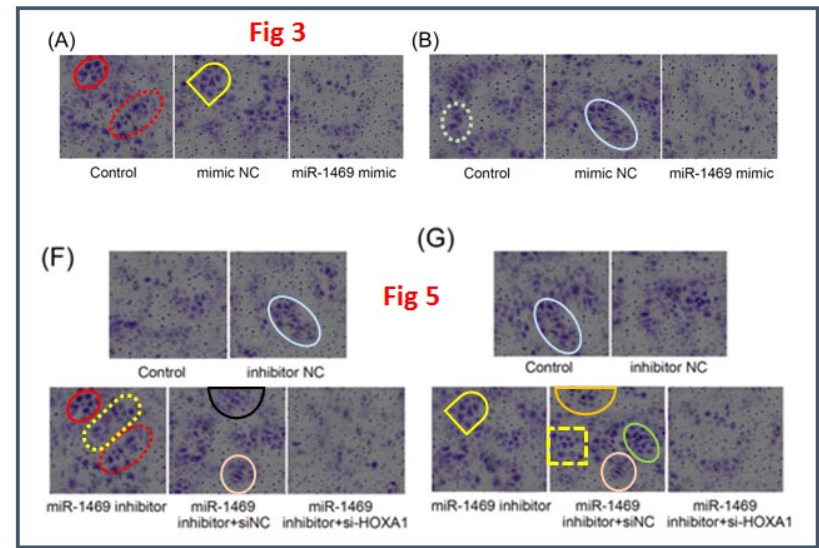 (A)
Fig 3
(B)
Control
mimic NC
miR-1469 mimic
Control
mimic NC
miR-1469 mimic
(F)
(G)
Fig 5
Control
inhibitor NC
Control
inhibitor NC
miR-1469 inhibitor
miR-1469
inhibitor+siNC
miR-1469
inhibitor+si-HOXA1
miR-1469 inhibitor
miR-1469
inhibitor+siNC
miR-1469
inhibitor+si-HOXA1